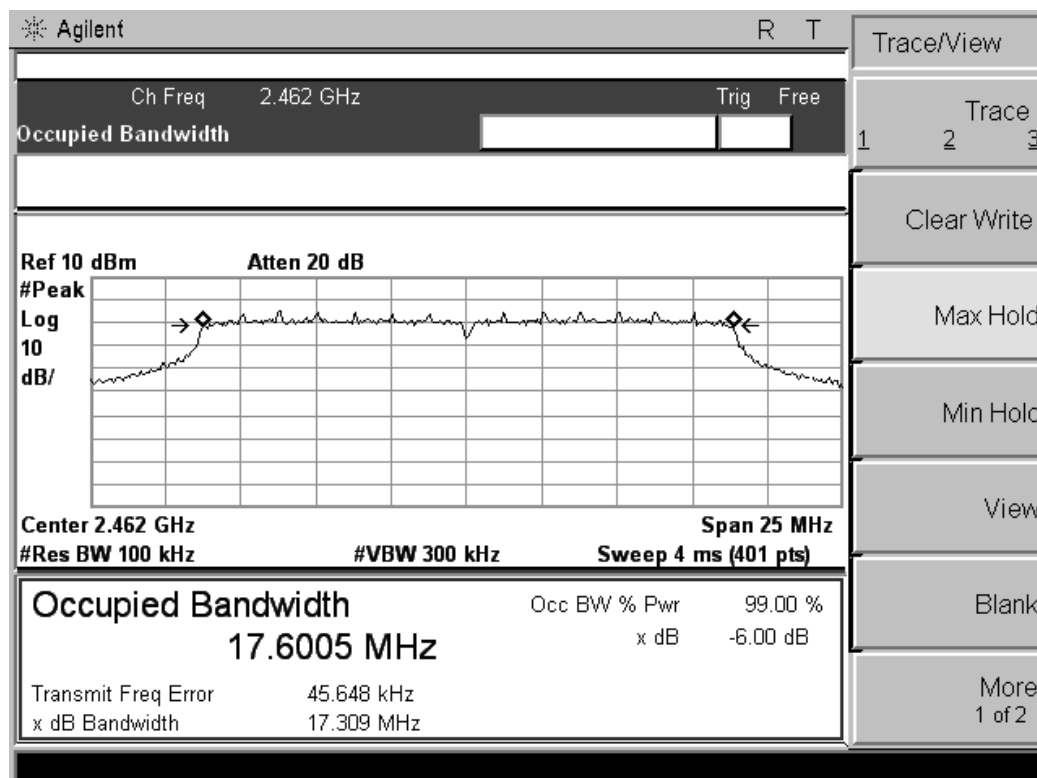 Agilent R T
Trace/View
Ch Freq 2.462 GHz Trig Free
Occupied Bandwidth
Trace
1 2 3
Clear Write
Ref 10 dBm Atten 20 dB
#Peak
Log
10
dB/
Max Hold
Min Hold
Center 2.462 GHz Span 25 MHz
#Res BW 100 kHz #VBW 300 kHz Sweep 4 ms (401 pts)
View
Occupied Bandwidth
17.6005 MHz
Occ BW % Pwr 99.00 %
x dB -6.00 dB
Transmit Freq Error 45.648 kHz
x dB Bandwidth 17.309 MHz
Blank
More
1 of 2